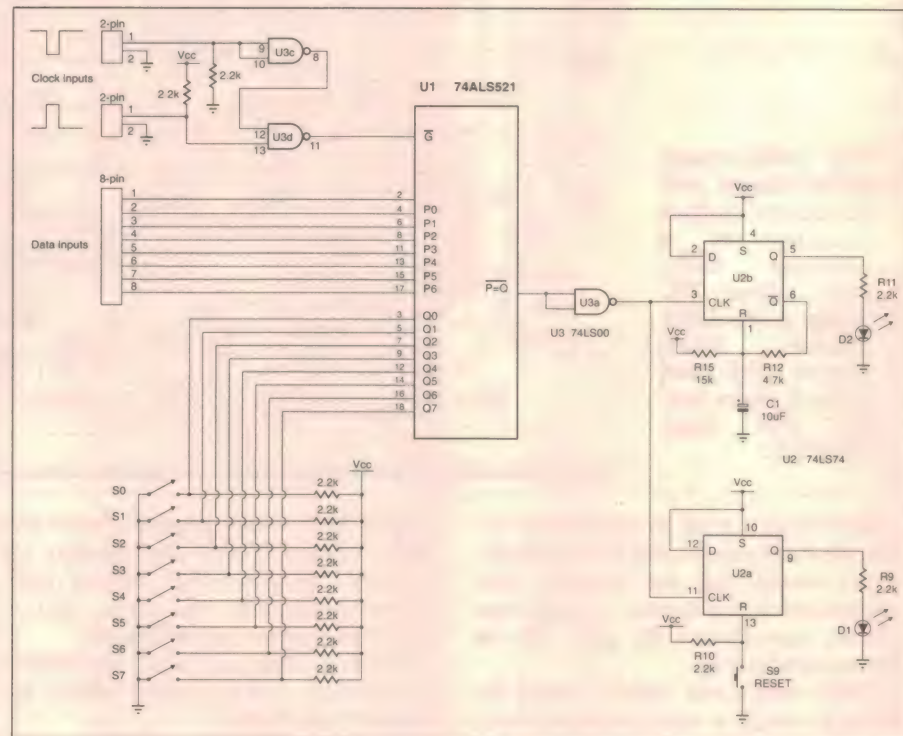 2-pin
1
2
Clock inputs
Vcc
2.2k
2.2k
9
10
U3c
8
2-pin
1
2
12
13
U3d
11
U1 74ALS521
G
8-pin
Data inputs
1
2
3
4
5
6
7
8
2
4 P0
6 P1
8 P2
11 P3
13 P4
15 P5
17 P6
3 Q0
5 Q1
7 Q2
9 Q3
12 Q4
14 Q5
16 Q6
18 Q7
P=Q
U3a
U3 74LS00
Vcc
4
2 D S Q 5
U2b
3 CLK Q 6
R
1
R11
2.2k
D2
Vcc
R15
15k
R12
4.7k
C1
10uF
U2 74LS74
Vcc
10
12 D S Q 9
U2a
11 CLK
R
13
R9
2.2k
D1
Vcc
R10
2.2k
S9
RESET
Vcc
S0 2.2k
S1 2.2k
S2 2.2k
S3 2.2k
S4 2.2k
S5 2.2k
S6 2.2k
S7 2.2k